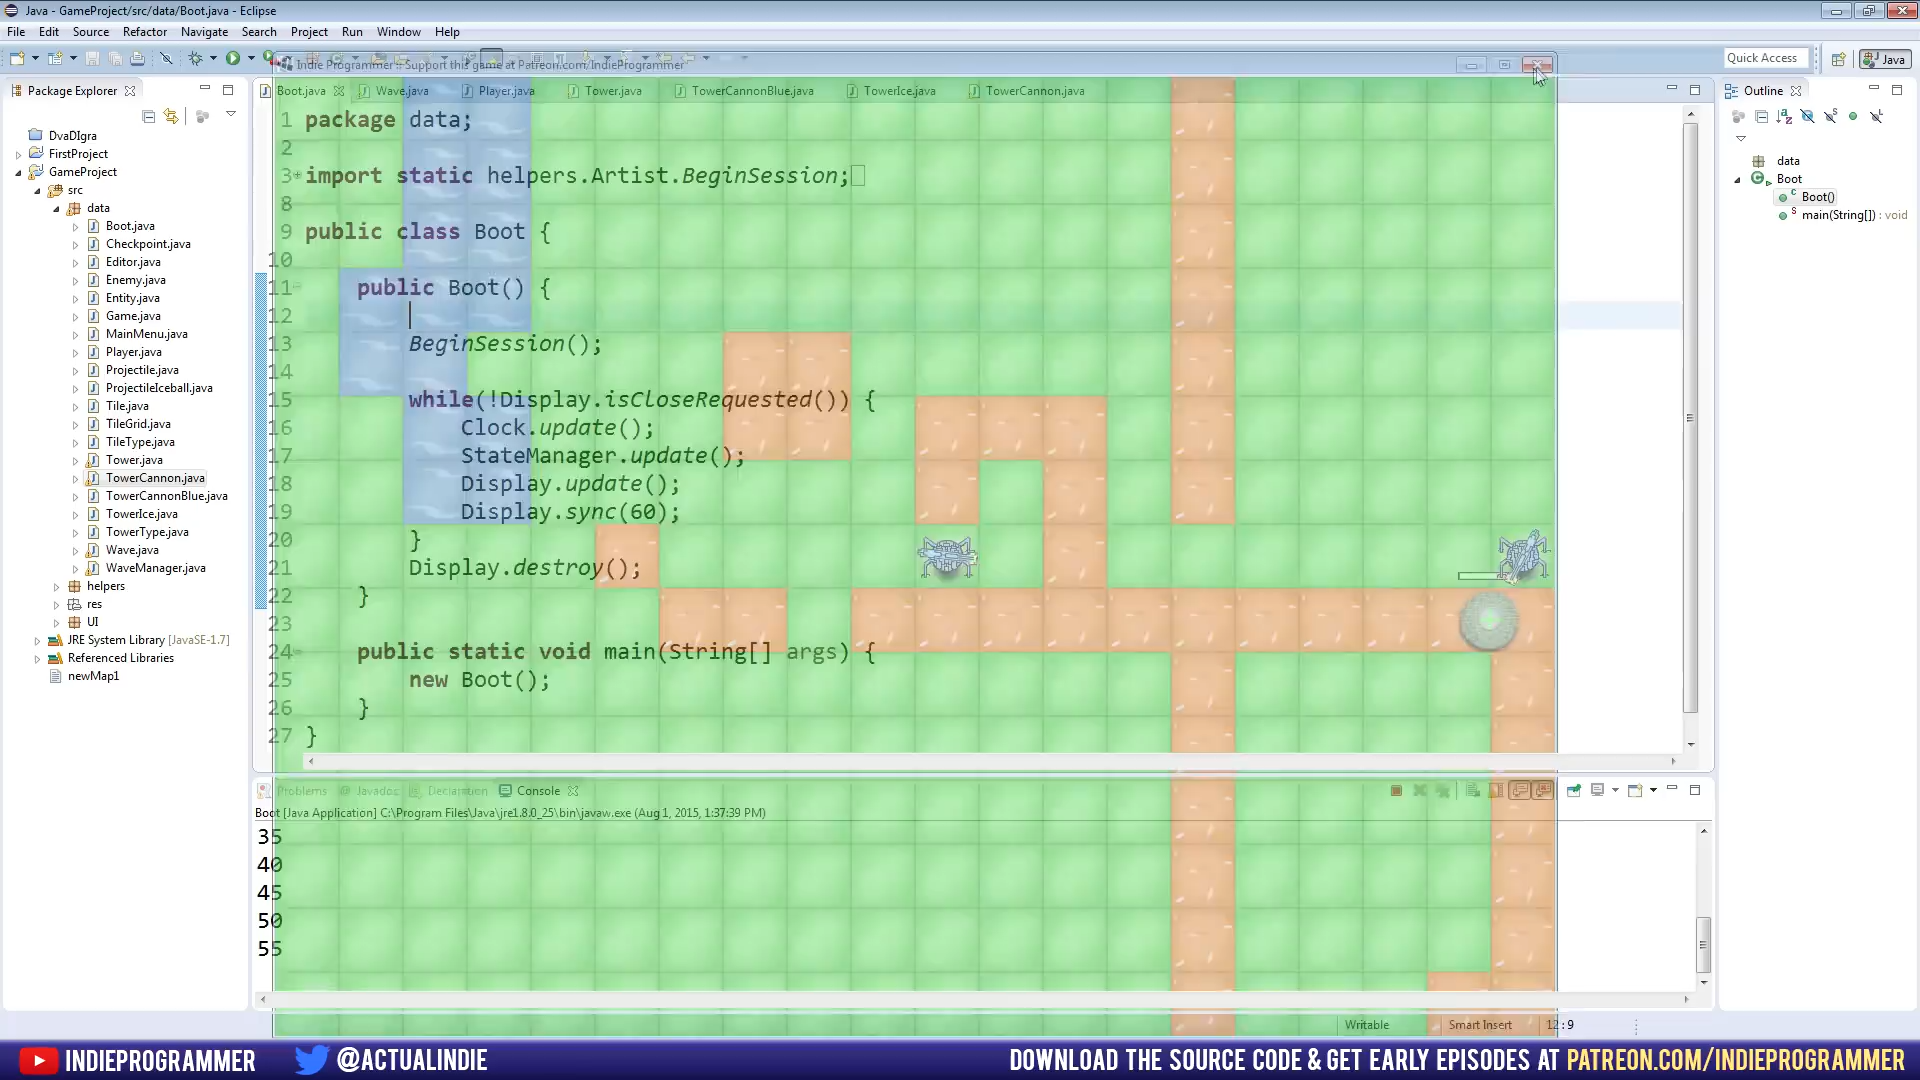 Java - GameProject/src/data/Boot.java - Eclipse
File Edit Source Refactor Navigate Search Project Run Window Help
Indie Programmer :: Support this game at Patreon.com/IndieProgrammer
Quick Access
Java
Package Explorer
Boot.java Wave.java Player.java Tower.java TowerCannonBlue.java TowerIce.java TowerCannon.java
Outline
DvaDIgra
FirstProject
GameProject
src
data
Boot.java
Checkpoint.java
Editor.java
Enemy.java
Entity.java
Game.java
MainMenu.java
Player.java
Projectile.java
ProjectileIceball.java
Tile.java
TileGrid.java
TileType.java
Tower.java
TowerCannon.java
TowerCannonBlue.java
TowerIce.java
TowerType.java
Wave.java
WaveManager.java
helpers
res
UI
JRE System Library [JavaSE-1.7]
Referenced Libraries
newMap1
1 package data;
2
3 import static helpers.Artist.BeginSession;
8
9 public class Boot {
10
11 public Boot() {
12
13 BeginSession();
14
15 while(!Display.isCloseRequested()) {
16 Clock.update();
17 StateManager.update();
18 Display.update();
19 Display.sync(60);
20 }
21 Display.destroy();
22 }
23
24 public static void main(String[] args) {
25 new Boot();
26 }
27 }
data
Boot
Boot()
main(String[]) : void
Problems Javadoc Declaration Console
Boot [Java Application] C:\Program Files\Java\jre1.8.0_25\bin\javaw.exe (Aug 1, 2015, 1:37:39 PM)
35
40
45
50
55
Writable Smart Insert 12:9
INDIEPROGRAMMER @ACTUALINDIE DOWNLOAD THE SOURCE CODE & GET EARLY EPISODES AT PATREON.COM/INDIEPROGRAMMER